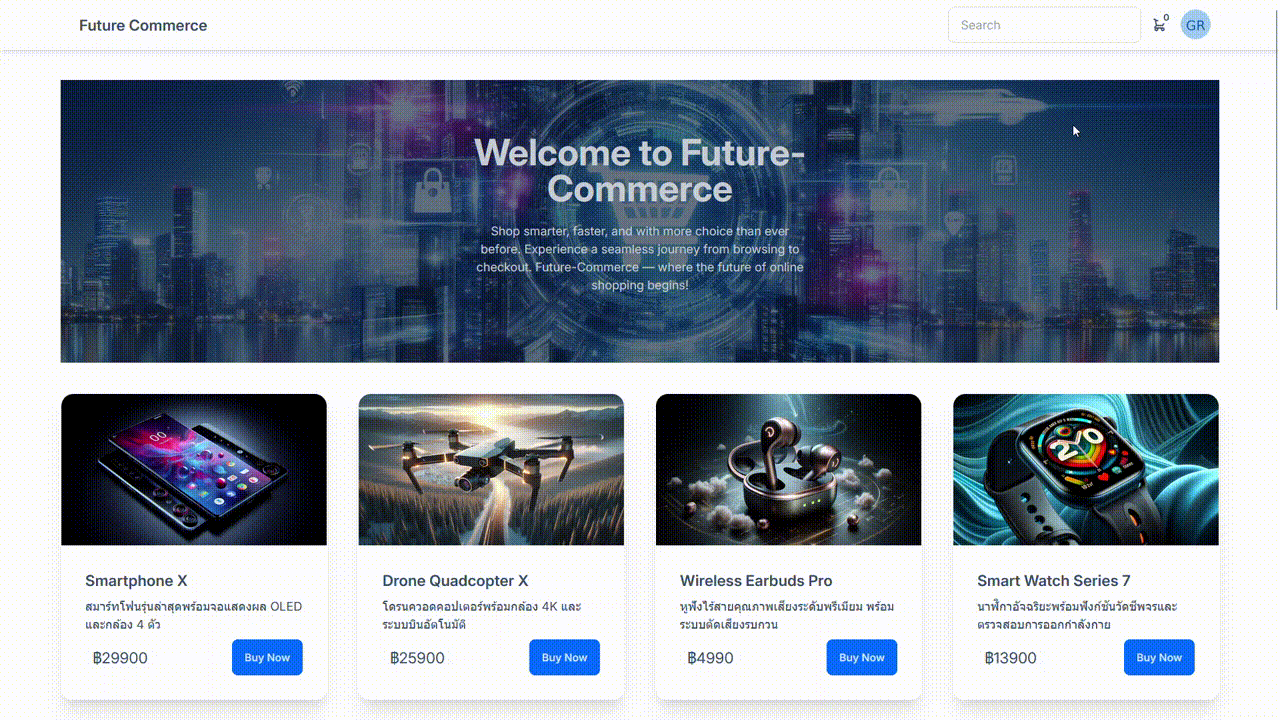 Future Commerce
Search
0
GR
Welcome to Future-
Commerce
Shop smarter, faster, and with more choice than ever
before. Experience a seamless journey from browsing to
checkout. Future-Commerce — where the future of online
shopping begins!
Smartphone X
สมาร์ทโฟนรุ่นล่าสุดพร้อมจอแสดงผล OLED
และกล้อง 4 ตัว
฿29900
Buy Now
Drone Quadcopter X
โดรนควอดคอปเตอร์พร้อมกล้อง 4K และ
ระบบบินอัตโนมัติ
฿25900
Buy Now
Wireless Earbuds Pro
หูฟังไร้สายคุณภาพเสียงระดับพรีเมียม พร้อม
ระบบตัดเสียงรบกวน
฿4990
Buy Now
Smart Watch Series 7
นาฬิกาอัจฉริยะพร้อมฟังก์ชันวัดชีพจรและ
ตรวจสอบการออกกำลังกาย
฿13900
Buy Now